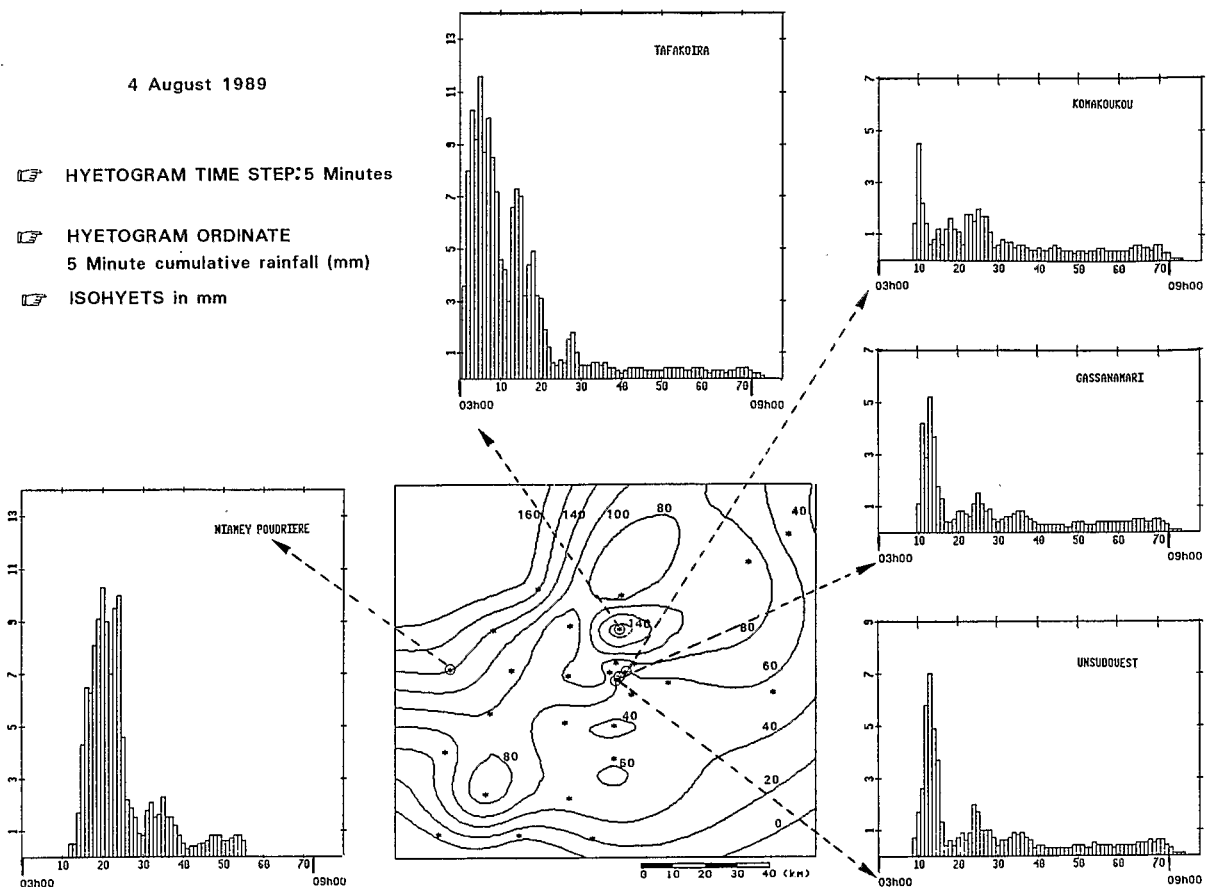 4 August 1989
HYETOGRAM TIME STEP: 5 Minutes
HYETOGRAM ORDINATE
5 Minute cumulative rainfall (mm)
ISOHYETS in mm
TAFAKOIRA
13
11
9
7
5
3
1
10 20 30 40 50 60 70
03h00 09h00
KOMAKOUKOU
7
5
3
1
10 20 30 40 50 60 70
03h00 09h00
GASSANAMARI
7
5
3
1
10 20 30 40 50 60 70
03h00 09h00
NIAMEY POUDRIERE
13
11
9
7
5
3
1
10 20 30 40 50 60 70
03h00 09h00
160 140 100 80 40
140
80
60
40
40
80
60
20
0
0 10 20 30 40 (km)
UNSUDOUEST
9
7
5
3
1
10 20 30 40 50 60 70
03h00 09h00